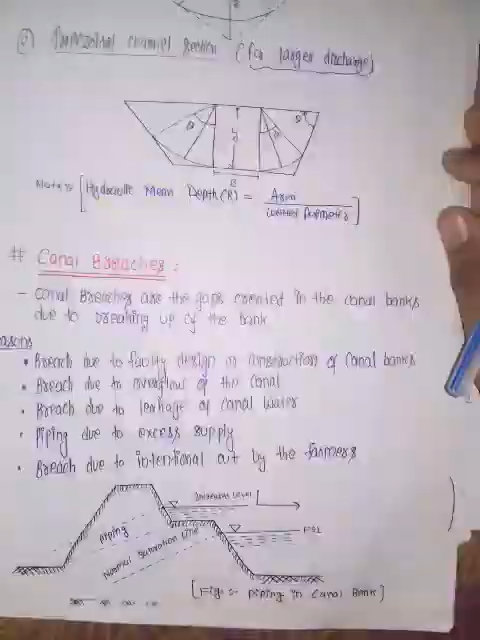 Trapezoidal channel section (for larger discharge)
θ θ θ
B
Note:- [Hydraulic Mean Depth (R) = Area
Wetted Perimeter]
# Canal Breaches:
- Canal Breaches are the gaps created in the canal banks
due to breaking up of the bank
Reasons
• Breach due to faulty design or construction of canal banks
• Breach due to overflow of the canal
• Breach due to leakage of canal water
• Piping due to excess supply
• Breach due to intentional cut by the farmers
Increased Level
FSL
Piping
Normal Saturation Line
[Fig:- Piping in Canal Bank]